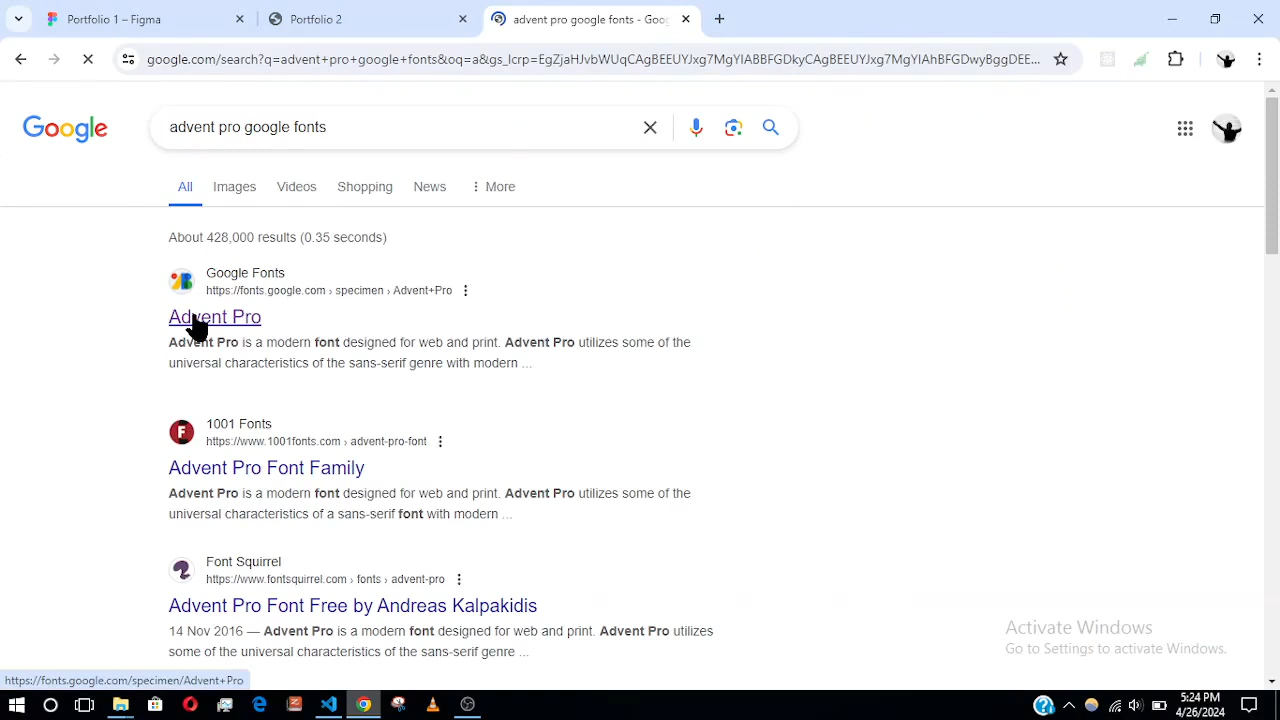 Portfolio 1 – Figma
Portfolio 2
advent pro google fonts - Goog
google.com/search?q=advent+pro+google+fonts&oq=a&gs_lcrp=EgZjaHJvbWUqCAgBEEUYJxg7MgYIABBFGDkyCAgBEEUYJxg7MgYIAhBFGDwyBggDEE...
Google
advent pro google fonts
All
Images
Videos
Shopping
News
More
About 428,000 results (0.35 seconds)
Google Fonts
https://fonts.google.com › specimen › Advent+Pro
Advent Pro
Advent Pro is a modern font designed for web and print. Advent Pro utilizes some of the
universal characteristics of the sans-serif genre with modern ...
1001 Fonts
https://www.1001fonts.com › advent-pro-font
Advent Pro Font Family
Advent Pro is a modern font designed for web and print. Advent Pro utilizes some of the
universal characteristics of a sans-serif font with modern ...
Font Squirrel
https://www.fontsquirrel.com › fonts › advent-pro
Advent Pro Font Free by Andreas Kalpakidis
14 Nov 2016 — Advent Pro is a modern font designed for web and print. Advent Pro utilizes
some of the universal characteristics of the sans-serif genre ...
Activate Windows
Go to Settings to activate Windows.
https://fonts.google.com/specimen/Advent+Pro
5:24 PM
4/26/2024